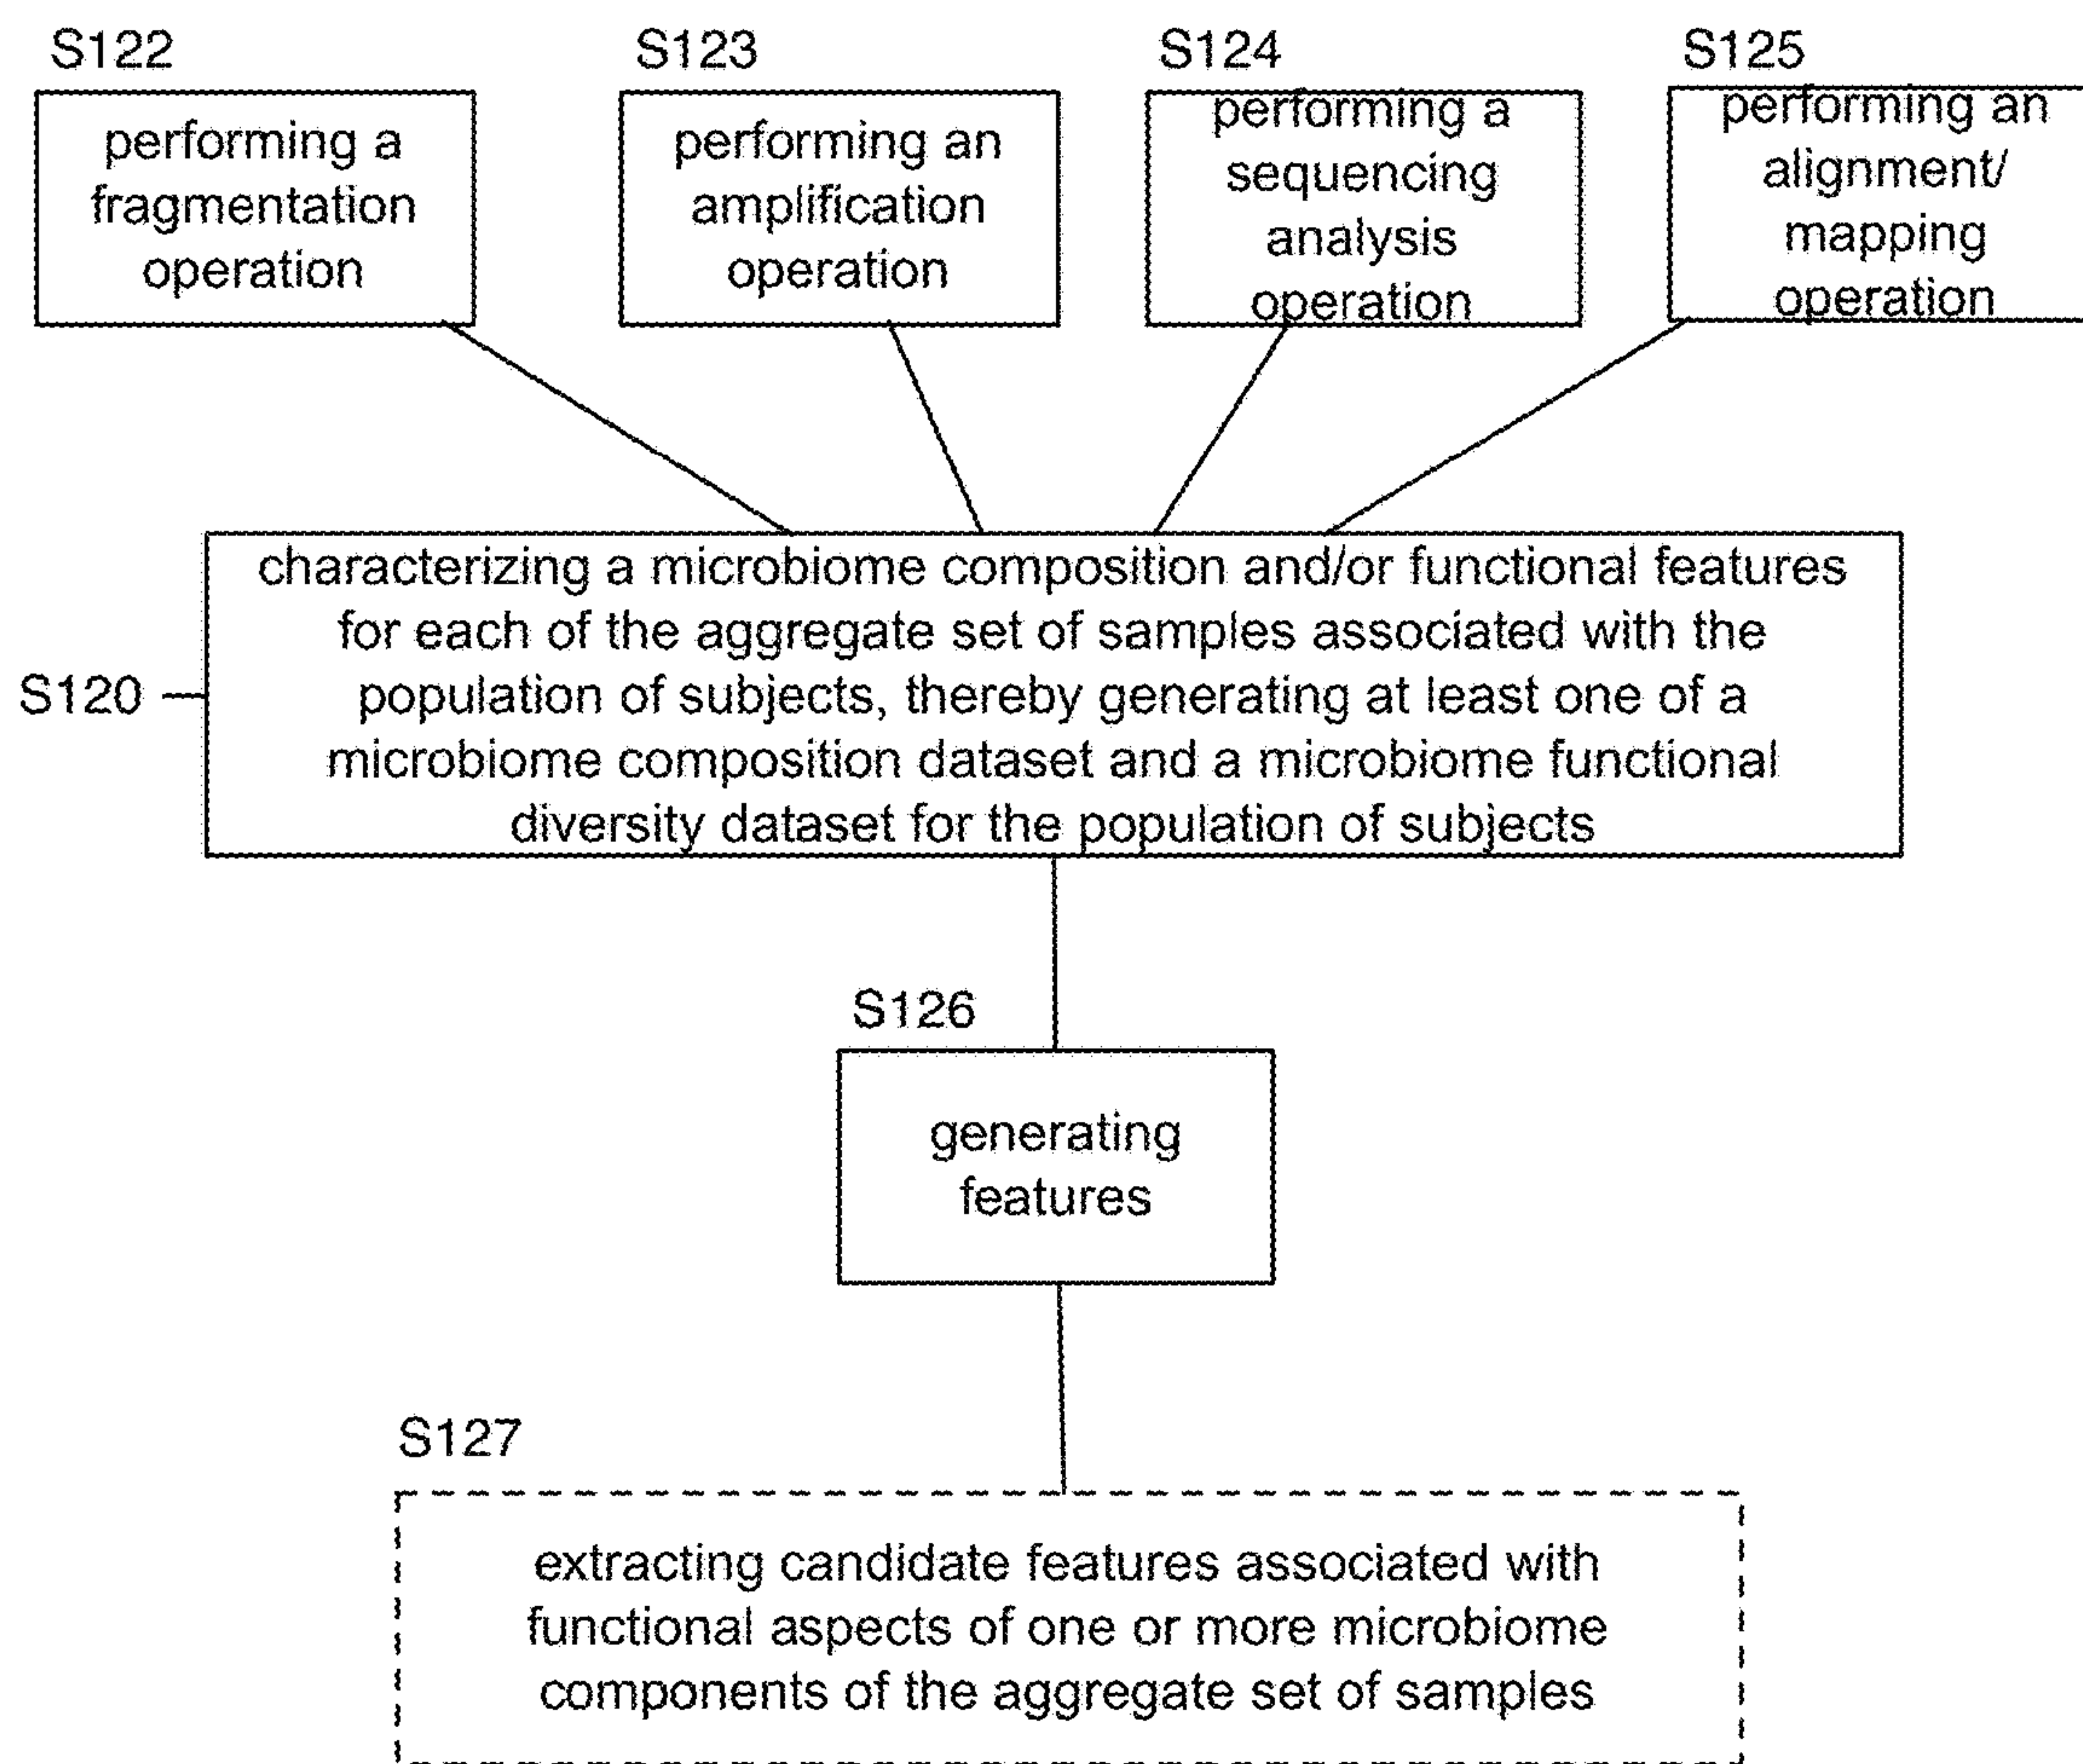 S122
performing a
fragmentation
operation
S123
performing an
amplification
operation
S124
performing a
sequencing
analysis
operation
S125
performing an
alignment/
mapping
operation
S120
characterizing a microbiome composition and/or functional features
for each of the aggregate set of samples associated with the
population of subjects, thereby generating at least one of a
microbiome composition dataset and a microbiome functional
diversity dataset for the population of subjects
S126
generating
features
S127
extracting candidate features associated with
functional aspects of one or more microbiome
components of the aggregate set of samples